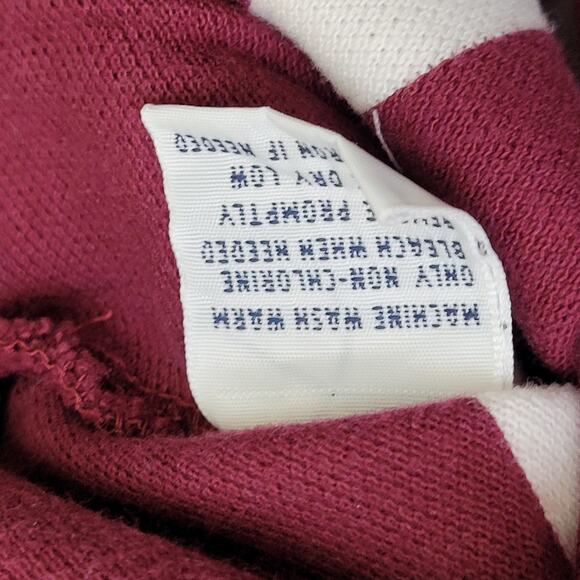 MACHINE WASH WARM
ONLY NON-CHLORINE
BLEACH WHEN NEEDED
PROMPTLY
DRY LOW
IF NEEDED